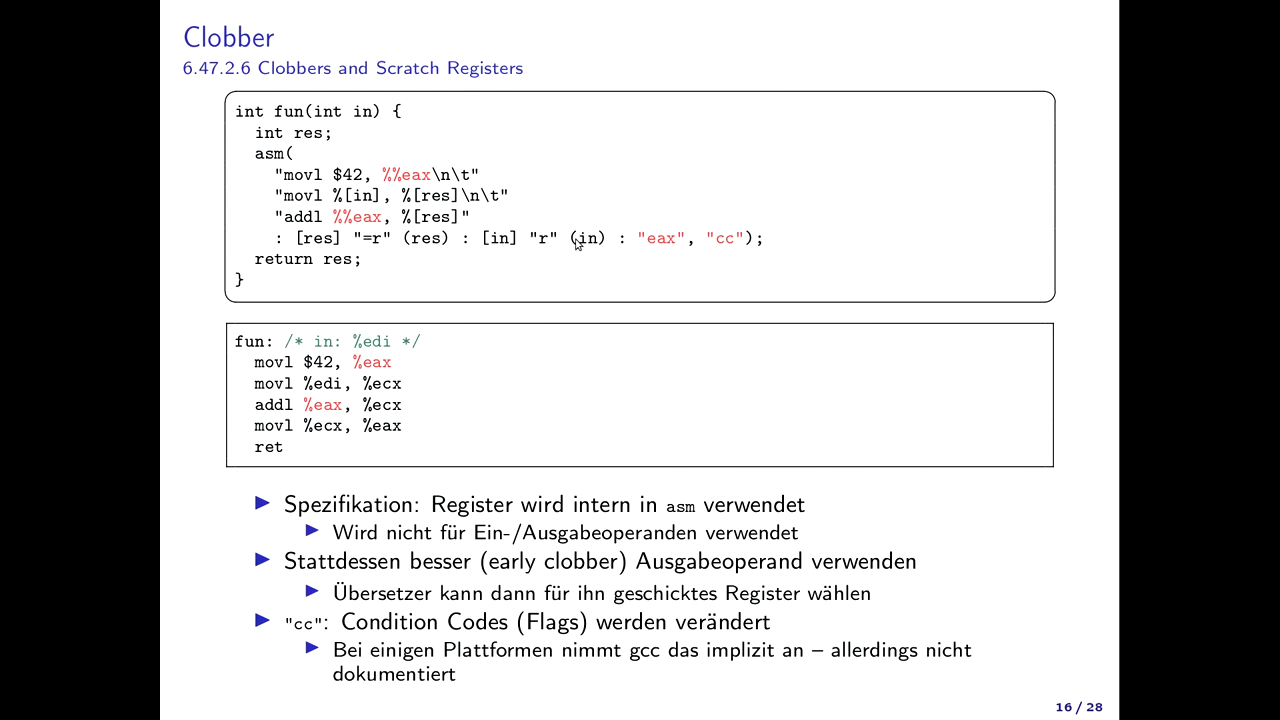 Clobber
6.47.2.6 Clobbers and Scratch Registers
int fun(int in) {
  int res;
  asm(
    "movl $42, %%eax\n\t"
    "movl %[in], %[res]\n\t"
    "addl %%eax, %[res]"
    : [res] "=r" (res) : [in] "r" (in) : "eax", "cc");
  return res;
}
fun: /* in: %edi */
  movl $42, %eax
  movl %edi, %ecx
  addl %eax, %ecx
  movl %ecx, %eax
  ret
▶ Spezifikation: Register wird intern in asm verwendet
▶ Wird nicht für Ein-/Ausgabeoperanden verwendet
▶ Stattdessen besser (early clobber) Ausgabeoperand verwenden
▶ Übersetzer kann dann für ihn geschicktes Register wählen
▶ "cc": Condition Codes (Flags) werden verändert
▶ Bei einigen Plattformen nimmt gcc das implizit an – allerdings nicht
dokumentiert
16 / 28